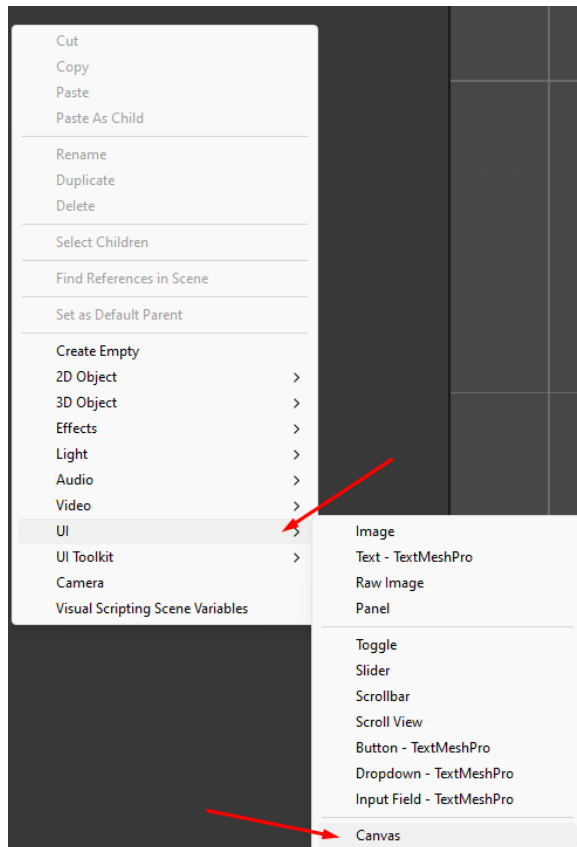 Cut
Copy
Paste
Paste As Child
Rename
Duplicate
Delete
Select Children
Find References in Scene
Set as Default Parent
Create Empty
2D Object
3D Object
Effects
Light
Audio
Video
UI
UI Toolkit
Camera
Visual Scripting Scene Variables
Image
Text - TextMeshPro
Raw Image
Panel
Toggle
Slider
Scrollbar
Scroll View
Button - TextMeshPro
Dropdown - TextMeshPro
Input Field - TextMeshPro
Canvas